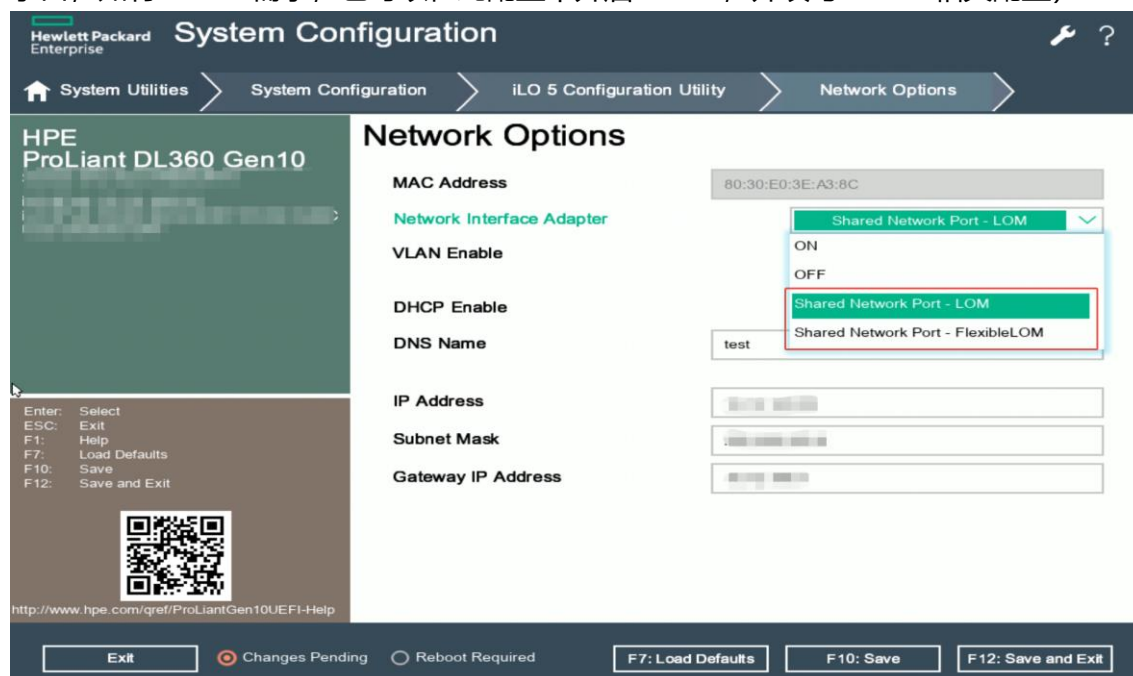 Hewlett Packard
Enterprise
System Configuration
?
System Utilities
System Configuration
iLO 5 Configuration Utility
Network Options
HPE
ProLiant DL360 Gen10
Network Options
MAC Address
80:30:E0:3E:A3:8C
Network Interface Adapter
Shared Network Port - LOM
VLAN Enable
ON
OFF
DHCP Enable
Shared Network Port - LOM
Shared Network Port - FlexibleLOM
DNS Name
test
IP Address
Subnet Mask
Gateway IP Address
Enter: Select
ESC: Exit
F1: Help
F7: Load Defaults
F10: Save
F12: Save and Exit
http://www.hpe.com/qref/ProLiantGen10UEFI-Help
Exit
Changes Pending
Reboot Required
F7: Load Defaults
F10: Save
F12: Save and Exit